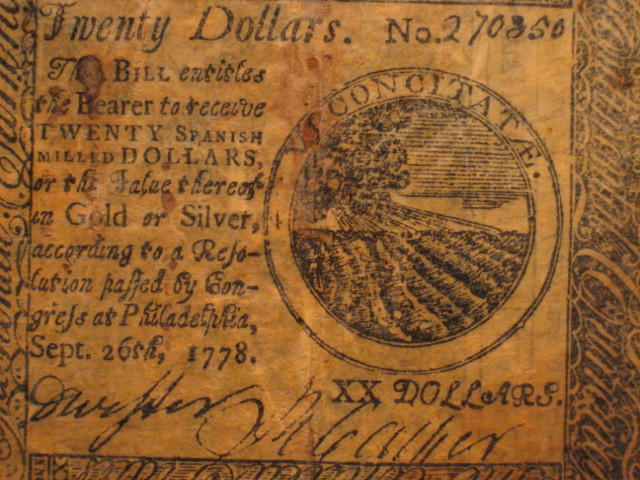 Twenty Dollars. No. 270850
This BILL entitles
the Bearer to receive
TWENTY SPANISH
MILLED DOLLARS,
or the Value thereof
in Gold or Silver,
according to a Reso-
lution passed by Con-
gress at Philadelphia,
Sept. 26th, 1778.
VI CONCITATÆ.
XX DOLLARS.